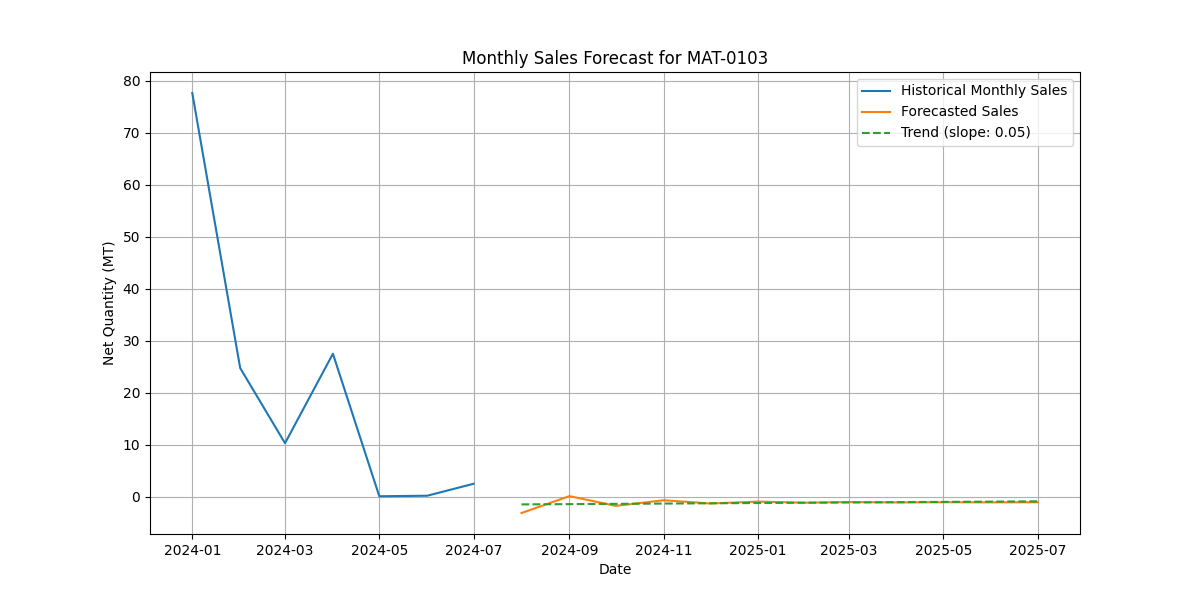 Monthly Sales Forecast for MAT-0103
Historical Monthly Sales
Forecasted Sales
Trend (slope: 0.05)
Net Quantity (MT)
80
70
60
50
40
30
20
10
0
2024-01 2024-03 2024-05 2024-07 2024-09 2024-11 2025-01 2025-03 2025-05 2025-07
Date